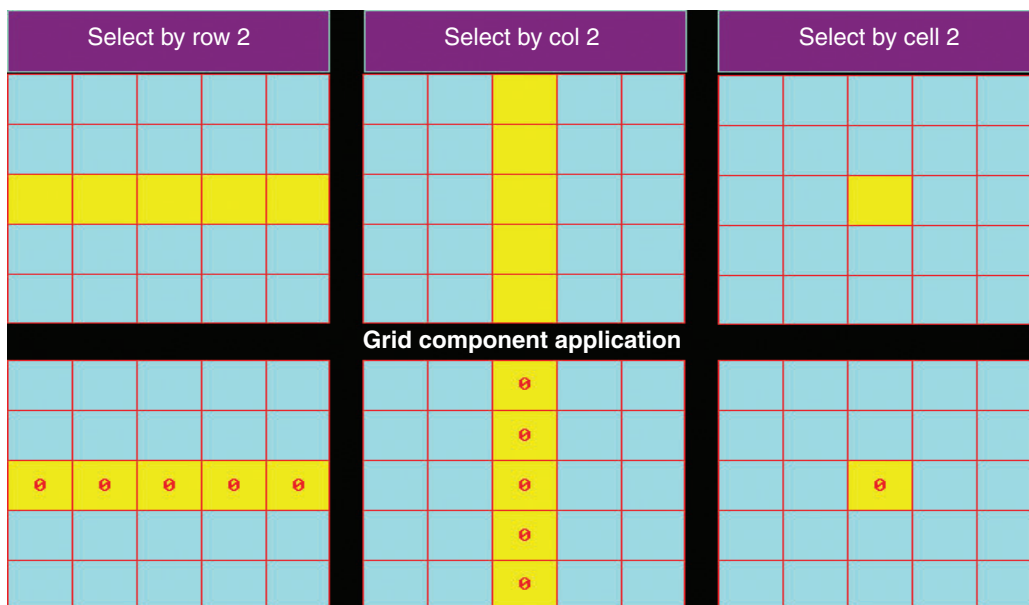 Select by row 2
Select by col 2
Select by cell 2
Grid component application
0
0
0 0 0 0 0 0 0
0
0